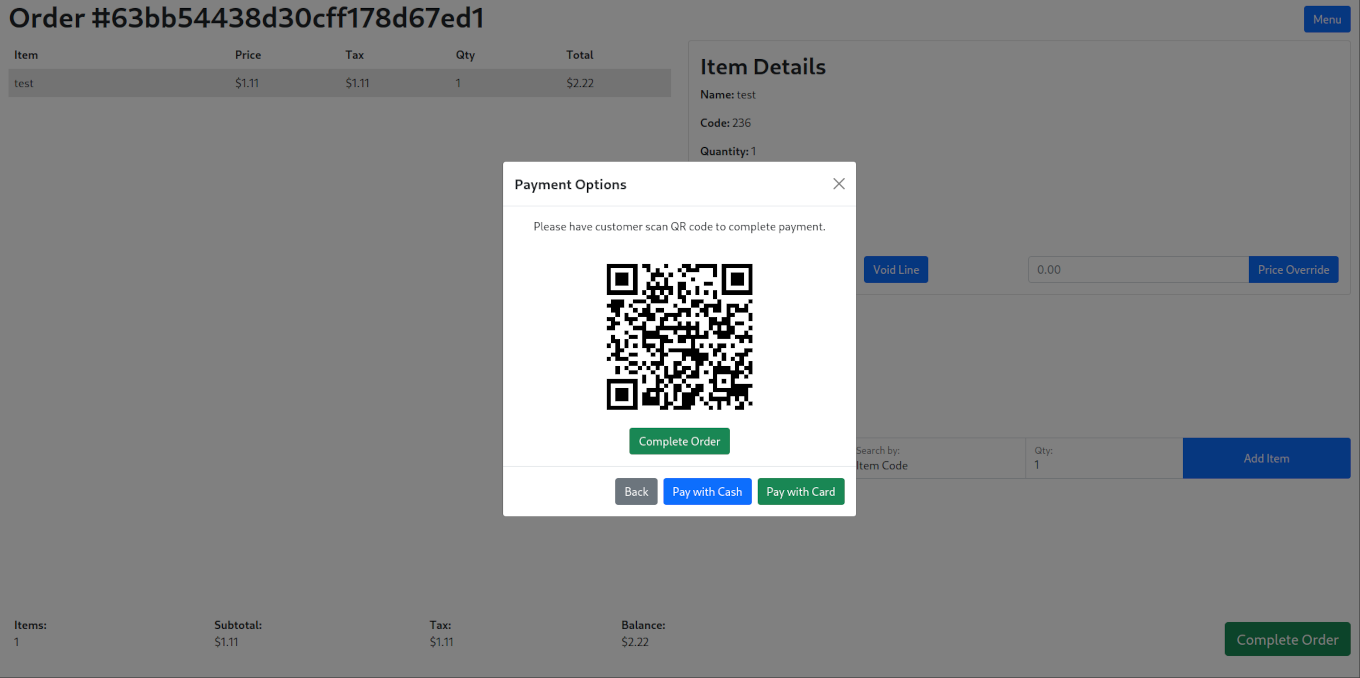 Order #63bb54438d30cff178d67ed1
Menu
Item Price Tax Qty Total
test $1.11 $1.11 1 $2.22
Item Details
Name: test
Code: 236
Quantity: 1
Void Line
0.00
Price Override
Payment Options
Please have customer scan QR code to complete payment.
Complete Order
Back
Pay with Cash
Pay with Card
Search by:
Item Code
Qty:
1
Add Item
Items: Subtotal: Tax: Balance:
1 $1.11 $1.11 $2.22
Complete Order